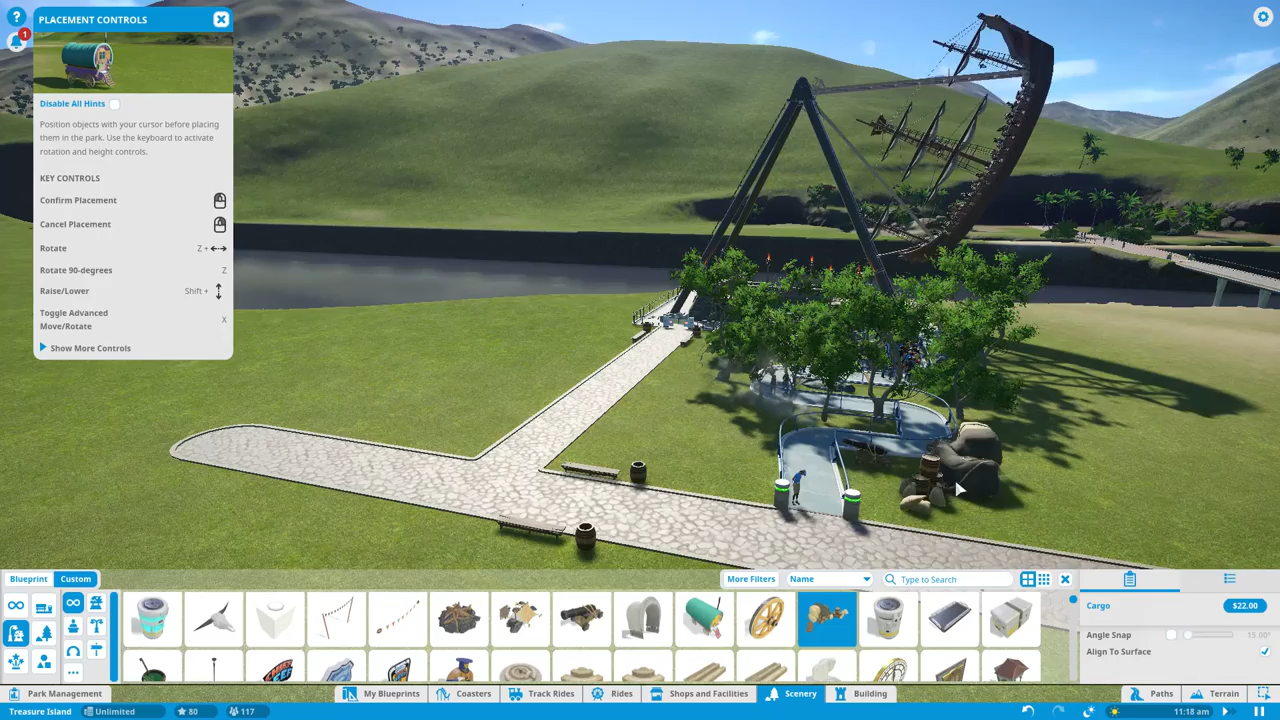 ?
1
PLACEMENT CONTROLS
Disable All Hints
Position objects with your cursor before placing
them in the park. Use the keyboard to activate
rotation and height controls.
KEY CONTROLS
Confirm Placement
Cancel Placement
Rotate Z +
Rotate 90-degrees Z
Raise/Lower Shift +
Toggle Advanced
Move/Rotate X
Show More Controls
Blueprint Custom More Filters Name Type to Search
Cargo $22.00
Angle Snap 15.00°
Align To Surface
Park Management My Blueprints Coasters Track Rides Rides Shops and Facilities Scenery Building Paths Terrain
Treasure Island Unlimited 80 117 11:18 am